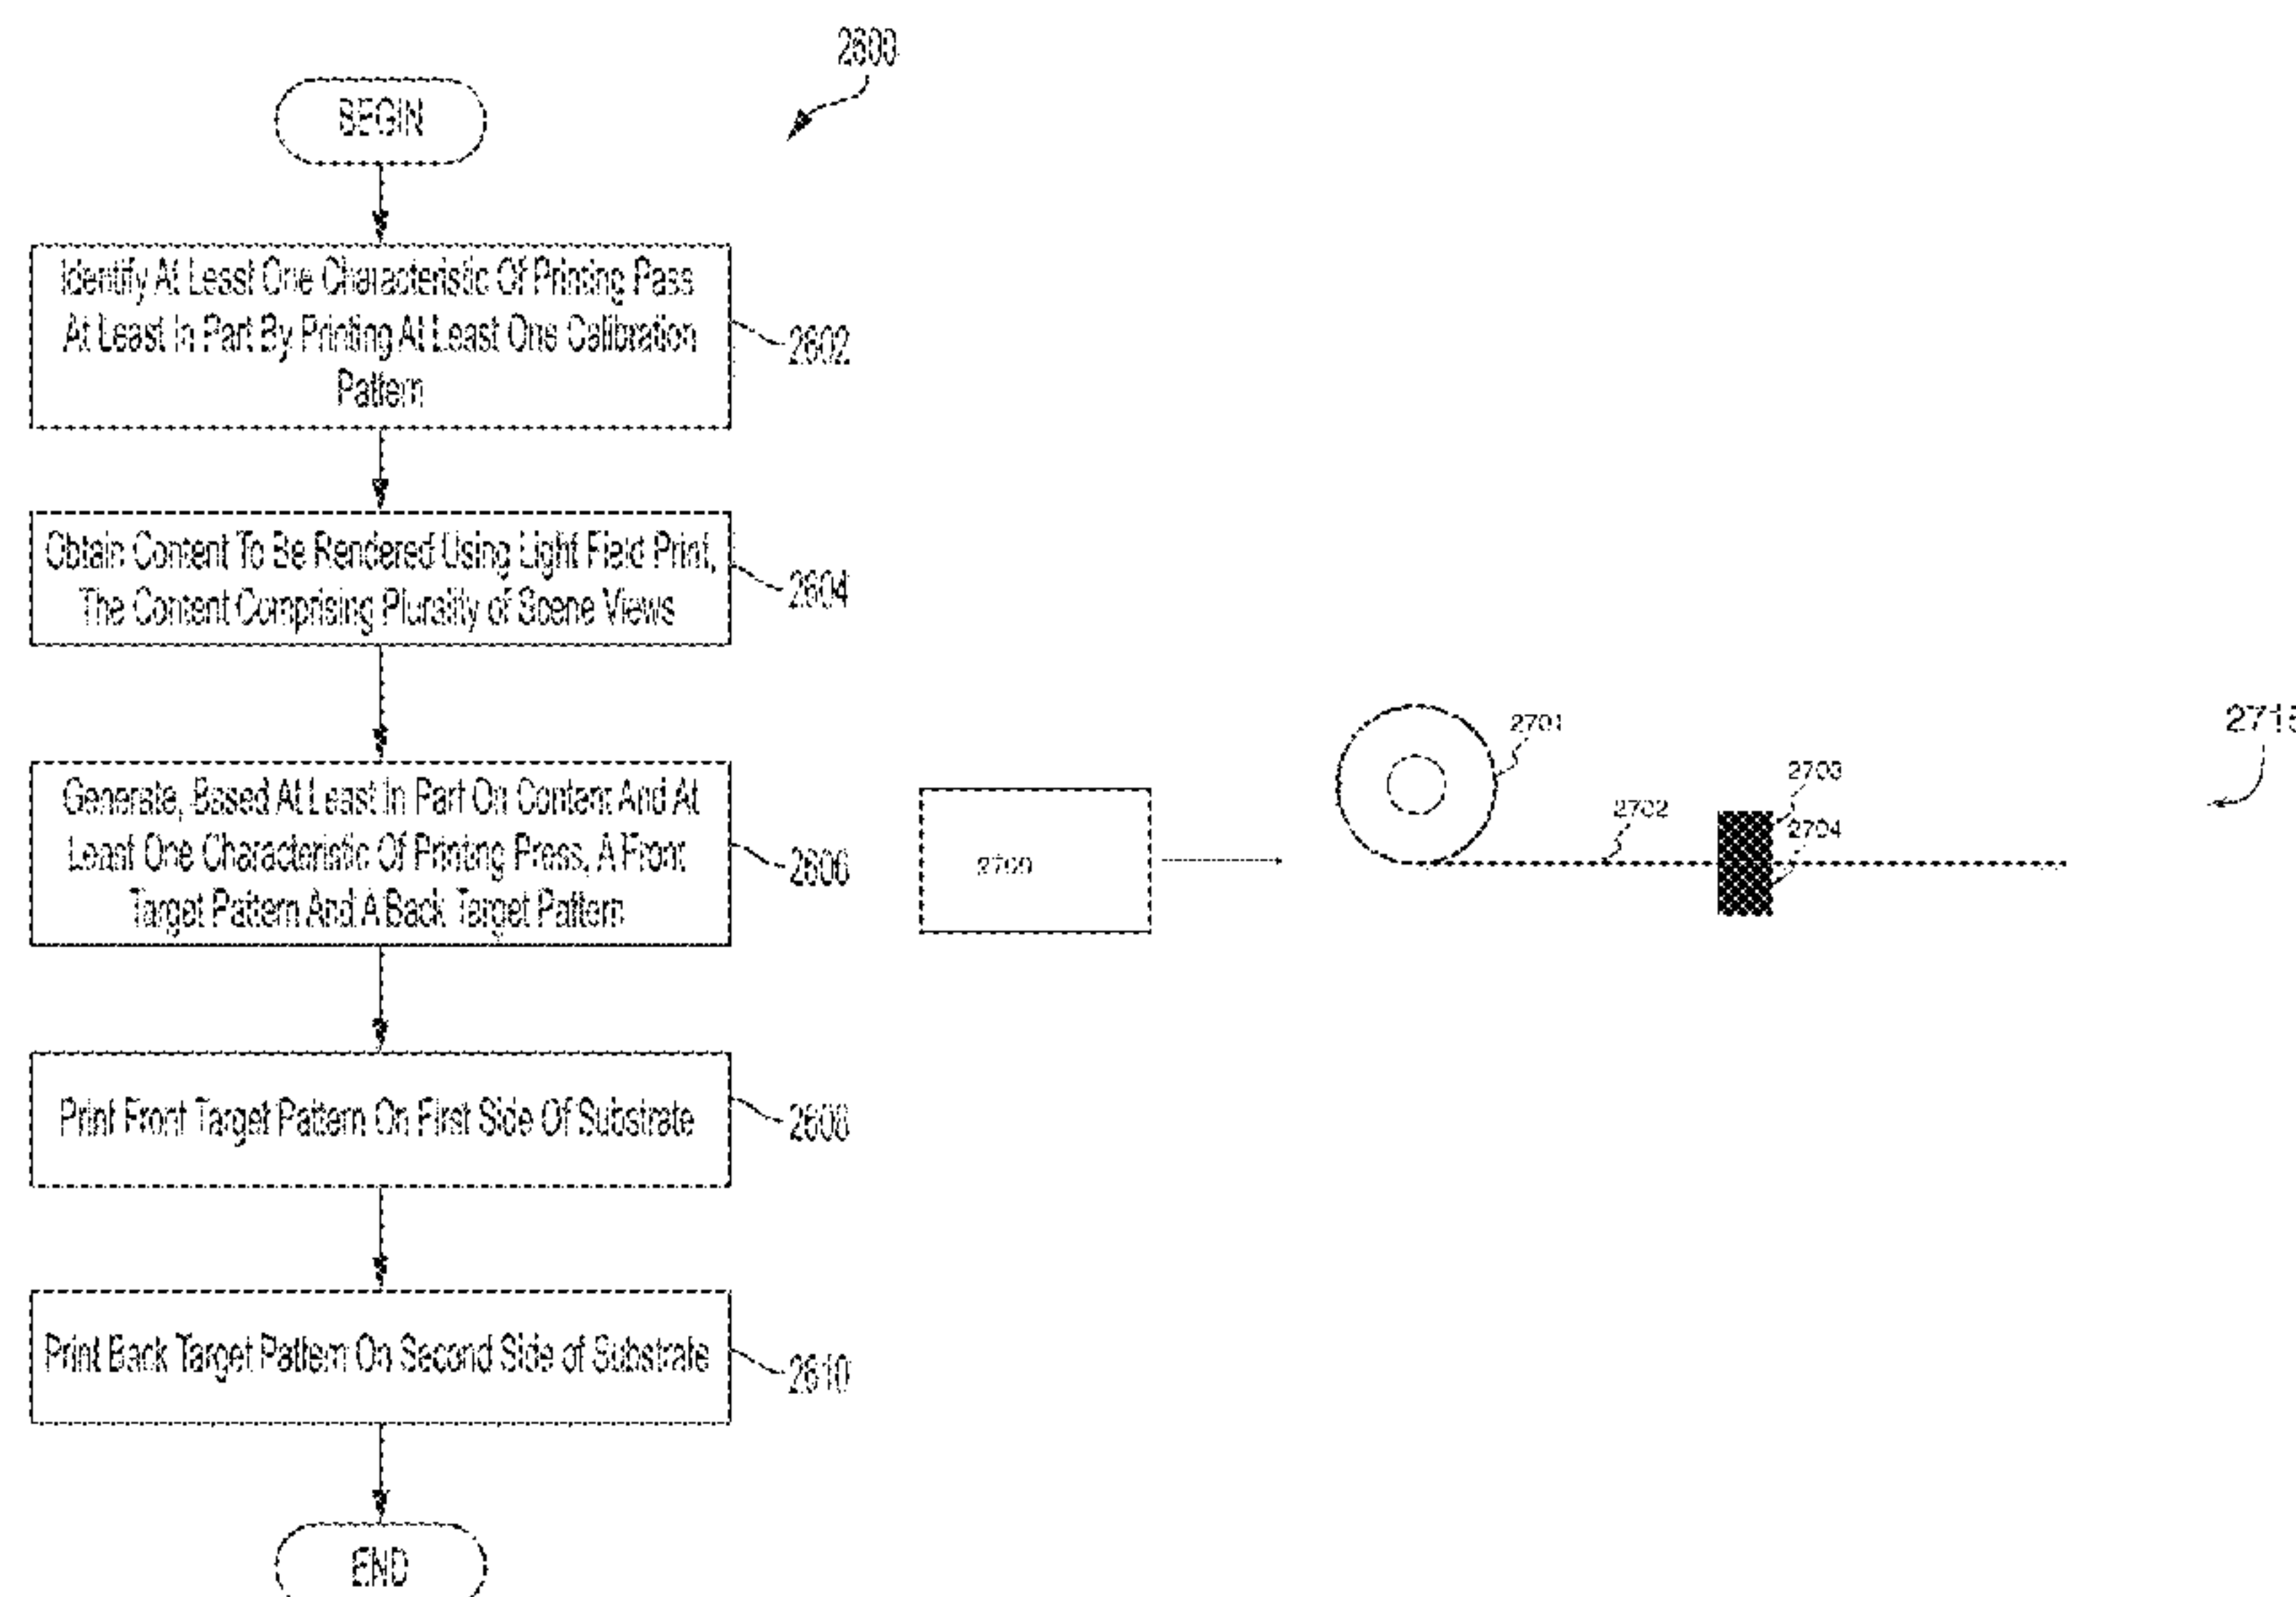 2600
BEGIN
Identify At Least One Characteristic Of Printing Pass
At Least In Part By Printing At Least One Calibration
Pattern
2602
Obtain Content To Be Rendered Using Light Field Print,
The Content Comprising Plurality of Scene Views
2604
Generate, Based At Least In Part On Content And At
Least One Characteristic Of Printing Press, A Front
Target Pattern And A Back Target Pattern
2606
Print Front Target Pattern On First Side Of Substrate
2608
Print Back Target Pattern On Second Side of Substrate
2610
END
2700
2701
2702
2703
2704
2715